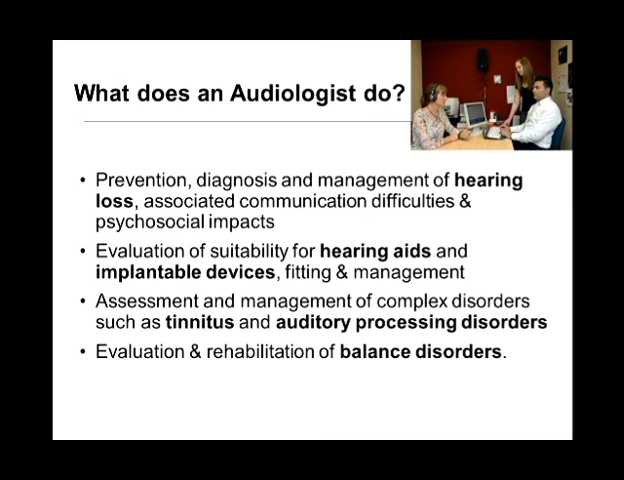 What does an Audiologist do?
• Prevention, diagnosis and management of hearing
loss, associated communication difficulties &
psychosocial impacts
• Evaluation of suitability for hearing aids and
implantable devices, fitting & management
• Assessment and management of complex disorders
such as tinnitus and auditory processing disorders
• Evaluation & rehabilitation of balance disorders.